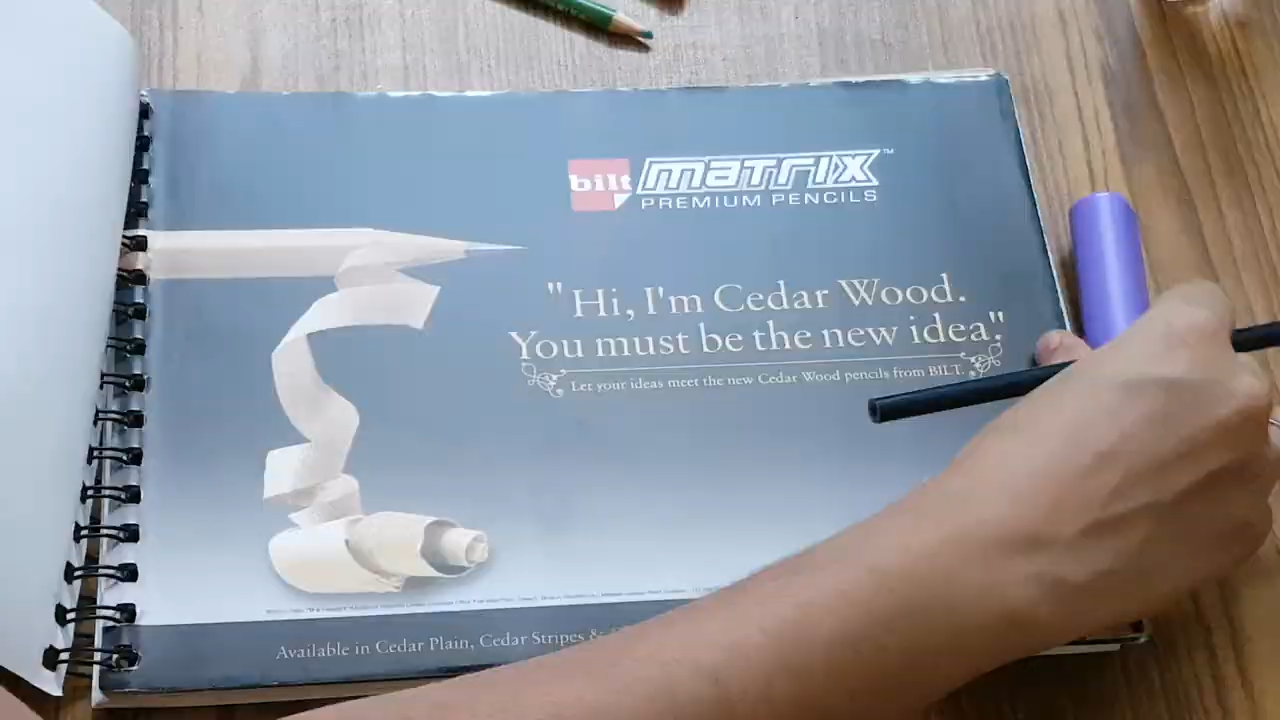 bilt MATRIX™
PREMIUM PENCILS
"Hi, I'm Cedar Wood.
You must be the new idea."
Let your ideas meet the new Cedar Wood pencils from BILT.
Available in Cedar Plain, Cedar Stripes &